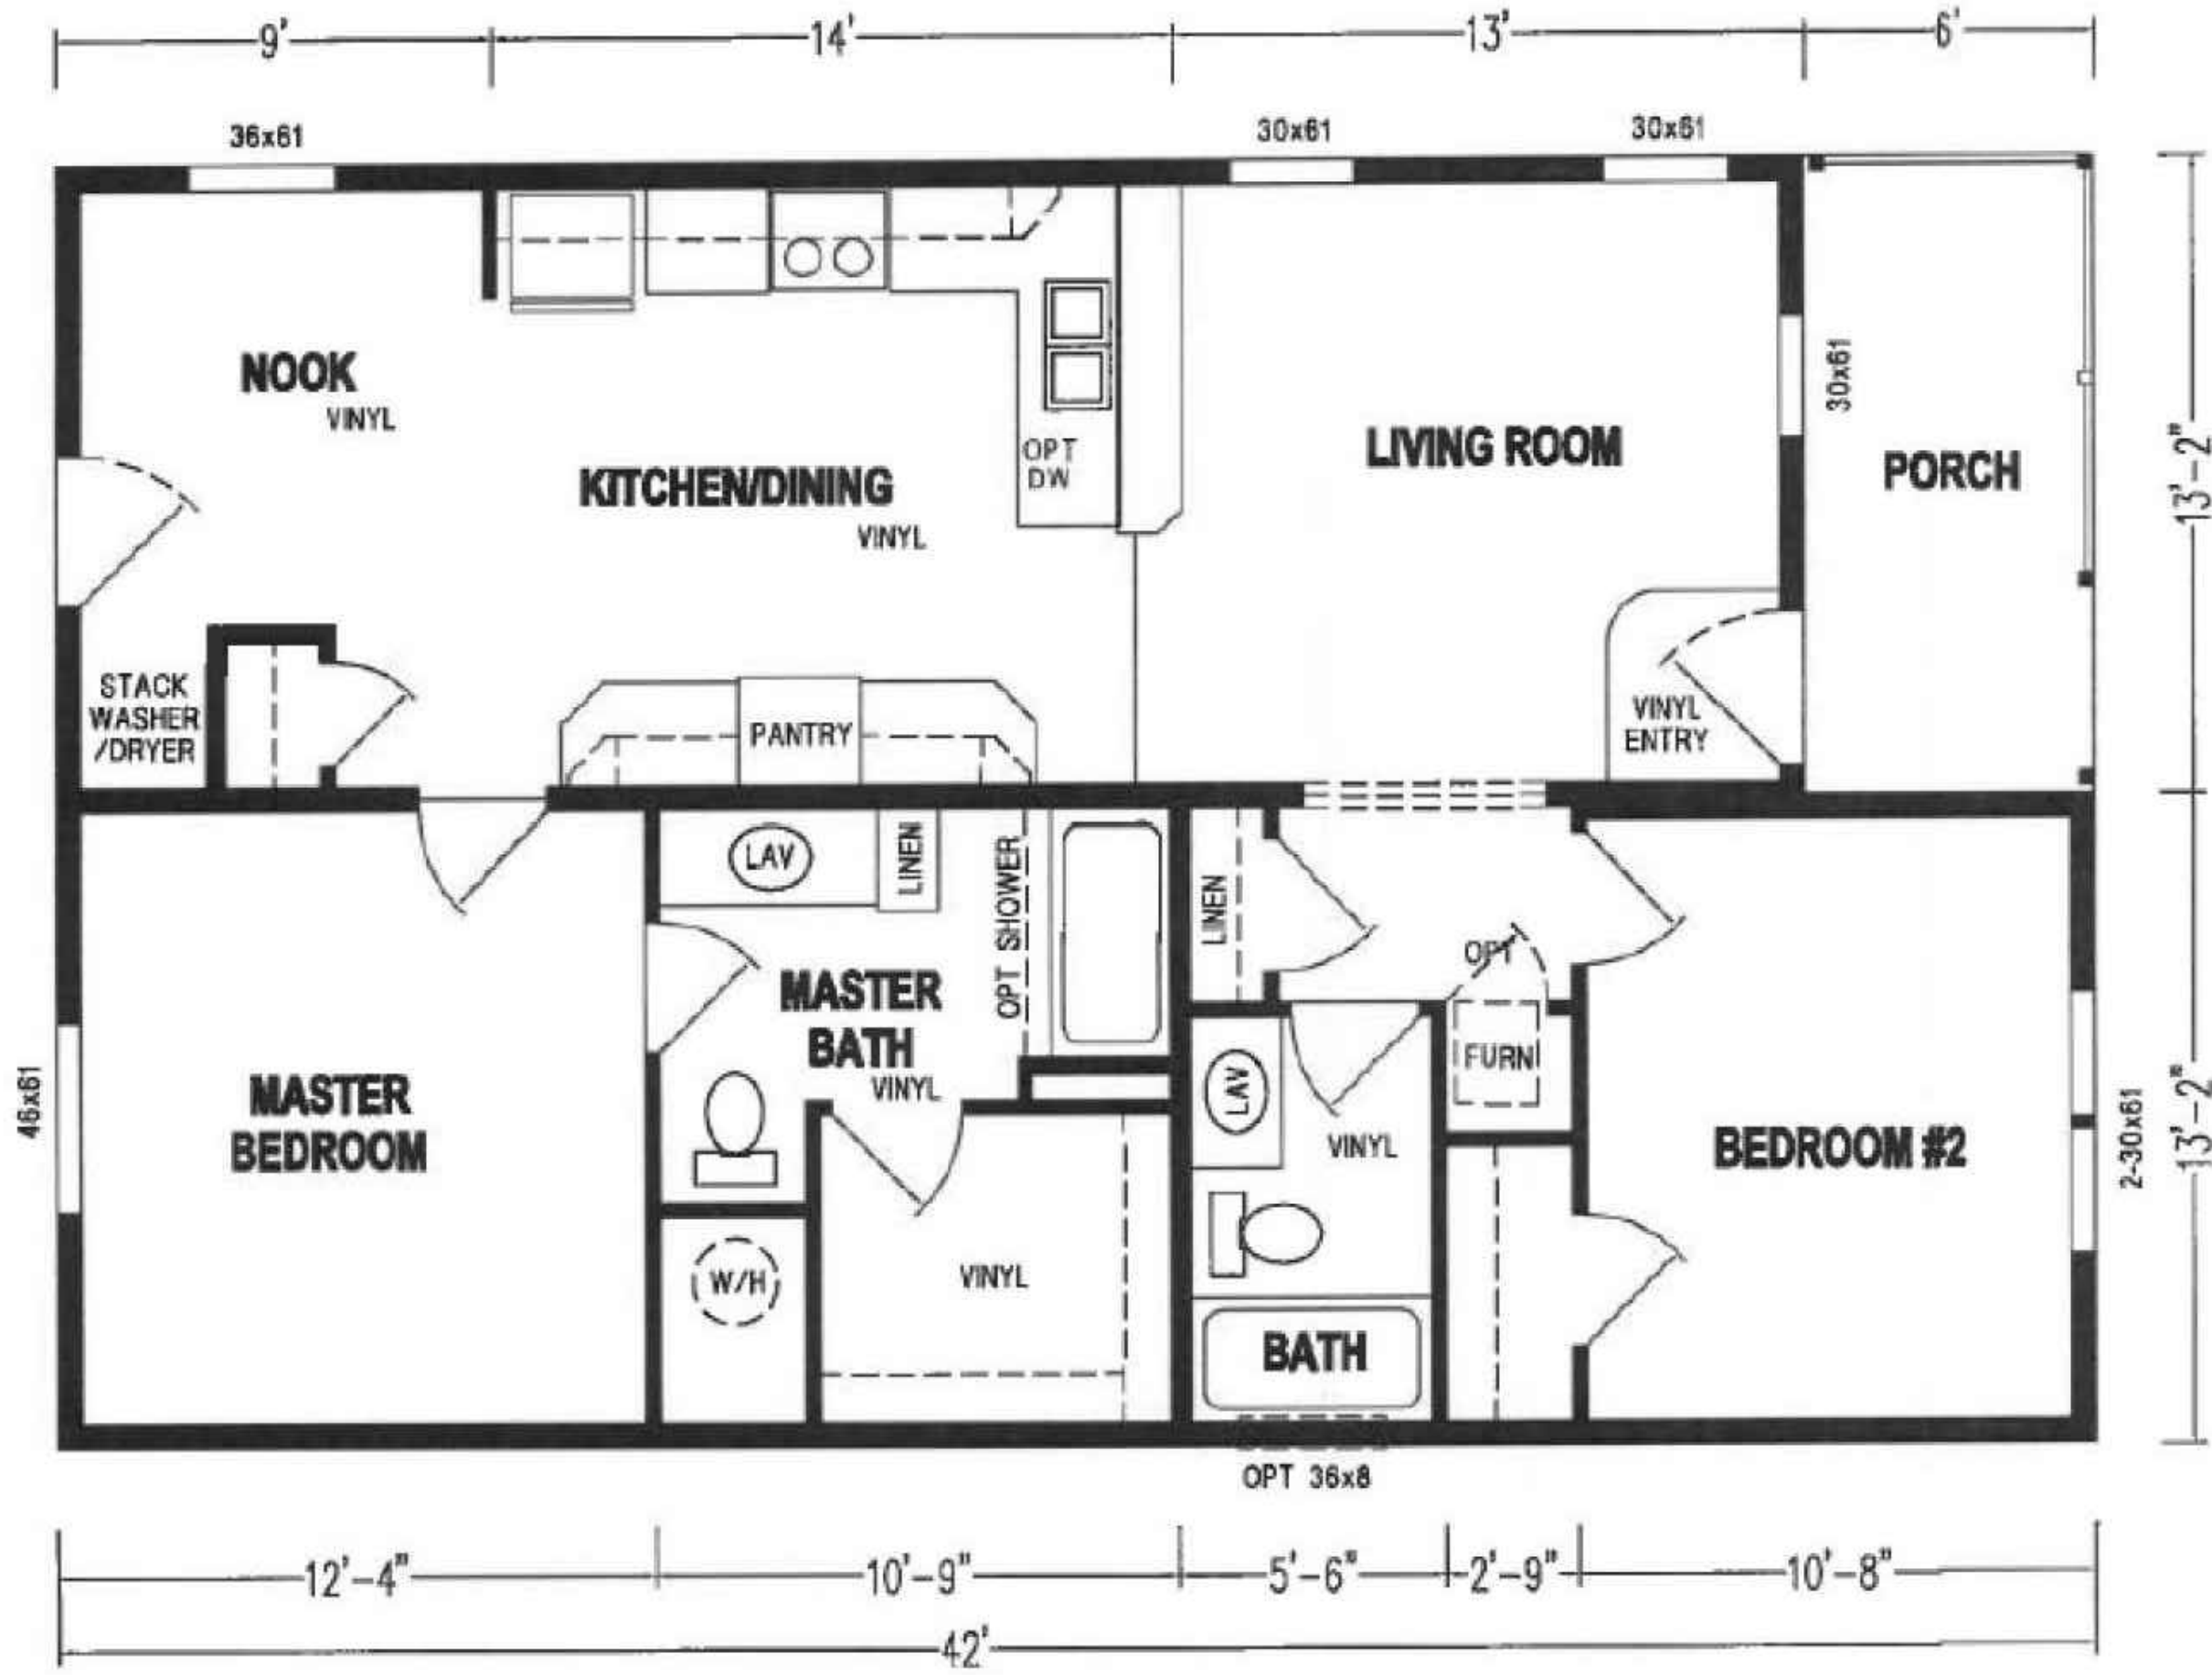 9' 14' 13' 6'
36x61 30x61 30x61
NOOK
VINYL
KITCHEN/DINING
VINYL
OPT
DW
LIVING ROOM
30x61
PORCH
13'-2"
STACK
WASHER
/DRYER
PANTRY
VINYL
ENTRY
LAV
LINEN
OPT SHOWER
LINEN
OPT
MASTER
BATH
VINYL
FURN
LAV
VINYL
46x61
MASTER
BEDROOM
BEDROOM #2
2-30x61
13'-2"
W/H
VINYL
BATH
OPT 36x8
12'-4" 10'-9" 5'-6" 2'-9" 10'-8"
42'